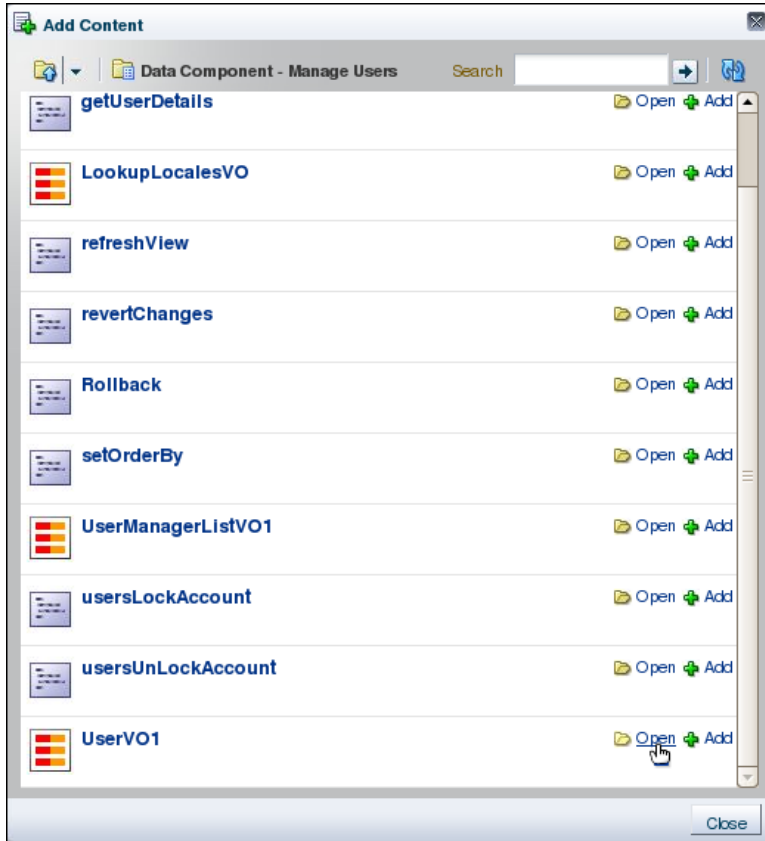 Add Content
Data Component - Manage Users Search
getUserDetails Open Add
LookupLocalesVO Open Add
refreshView Open Add
revertChanges Open Add
Rollback Open Add
setOrderBy Open Add
UserManagerListVO1 Open Add
usersLockAccount Open Add
usersUnLockAccount Open Add
UserVO1 Open Add
Close